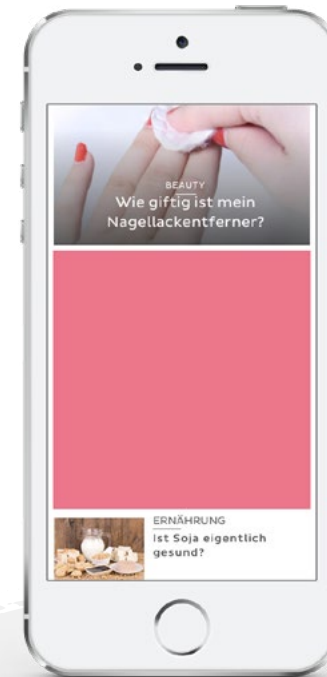 BEAUTY
Wie giftig ist mein
Nagellackentferner?
ERNÄHRUNG
Ist Soja eigentlich
gesund?